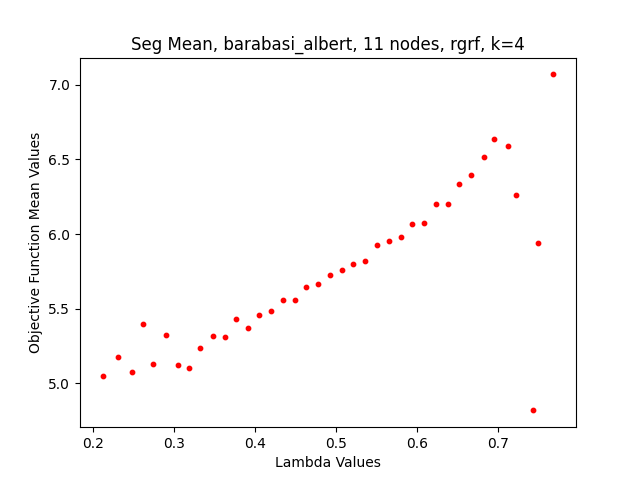 Seg Mean, barabasi_albert, 11 nodes, rgrf, k=4
Objective Function Mean Values
7.0
6.5
6.0
5.5
5.0
0.2 0.3 0.4 0.5 0.6 0.7
Lambda Values